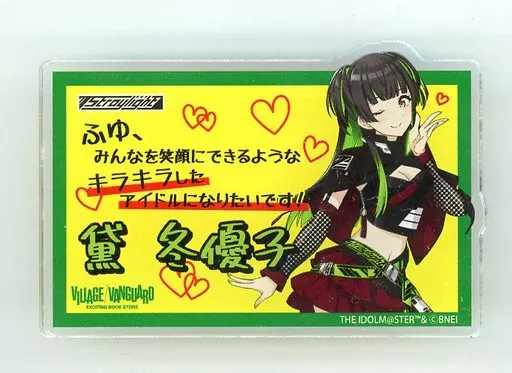 Straylight
ふゆ、
みんなを笑顔にできるような
キラキラした
アイドルになりたいです!!
黛 冬優子
VILLAGE/VANGUARD
EXCITING BOOK STORE
THE IDOLM@STER™& ©BNEI